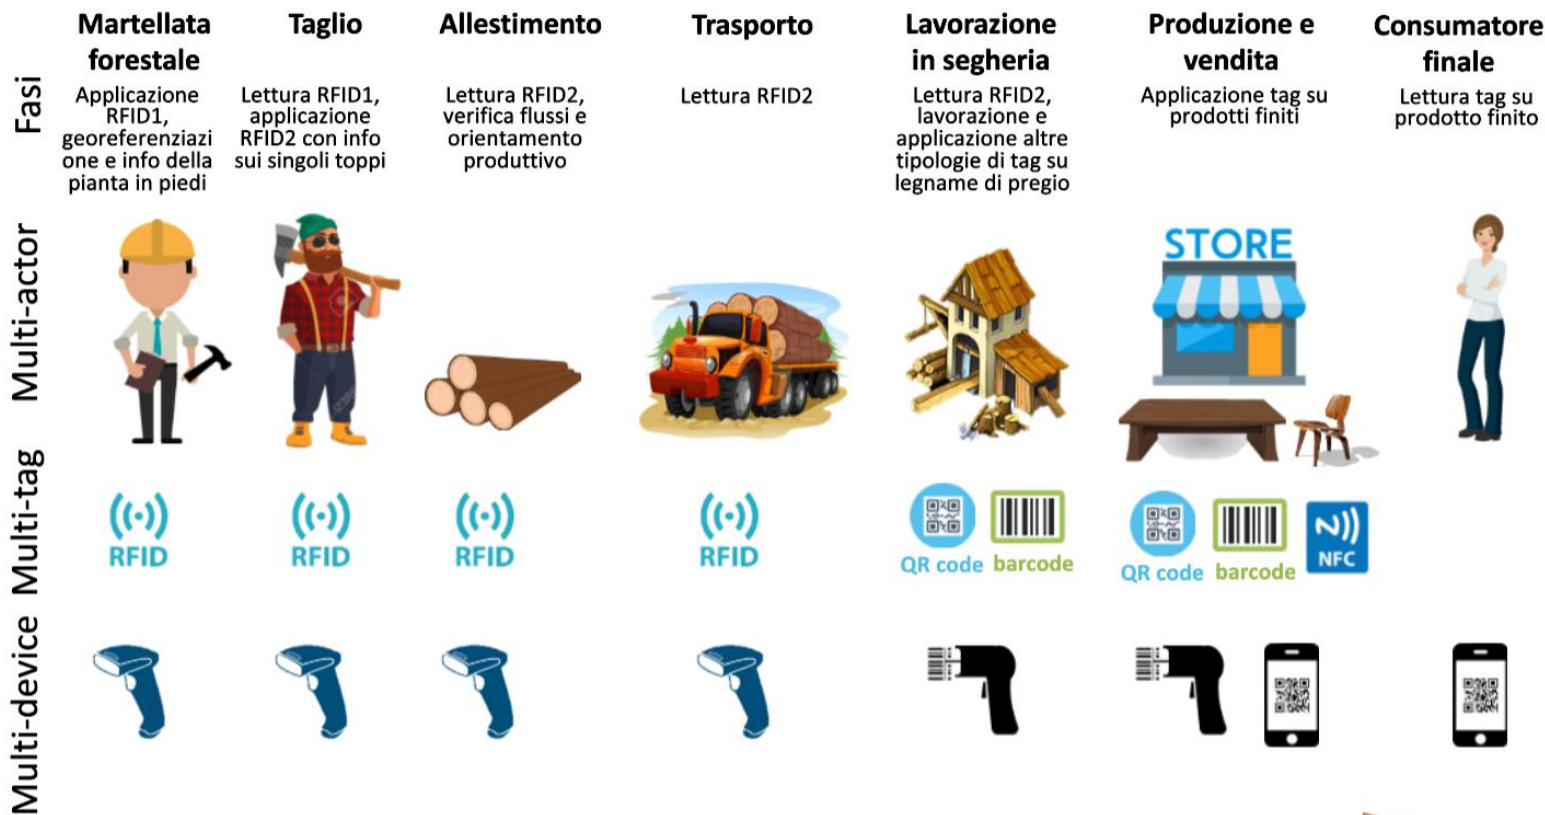 Fasi
Martellata
forestale
Applicazione
RFID1,
georeferenziazi
one e info della
pianta in piedi
Taglio
Lettura RFID1,
applicazione
RFID2 con info
sui singoli toppi
Allestimento
Lettura RFID2,
verifica flussi e
orientamento
produttivo
Trasporto
Lettura RFID2
Lavorazione
in segheria
Lettura RFID2,
lavorazione e
applicazione altre
tipologie di tag su
legname di pregio
Produzione e
vendita
Applicazione tag su
prodotti finiti
Consumatore
finale
Lettura tag su
prodotto finito
Multi-actor
STORE
Multi-tag
RFID
RFID
RFID
RFID
QR code
barcode
QR code
barcode
NFC
Multi-device